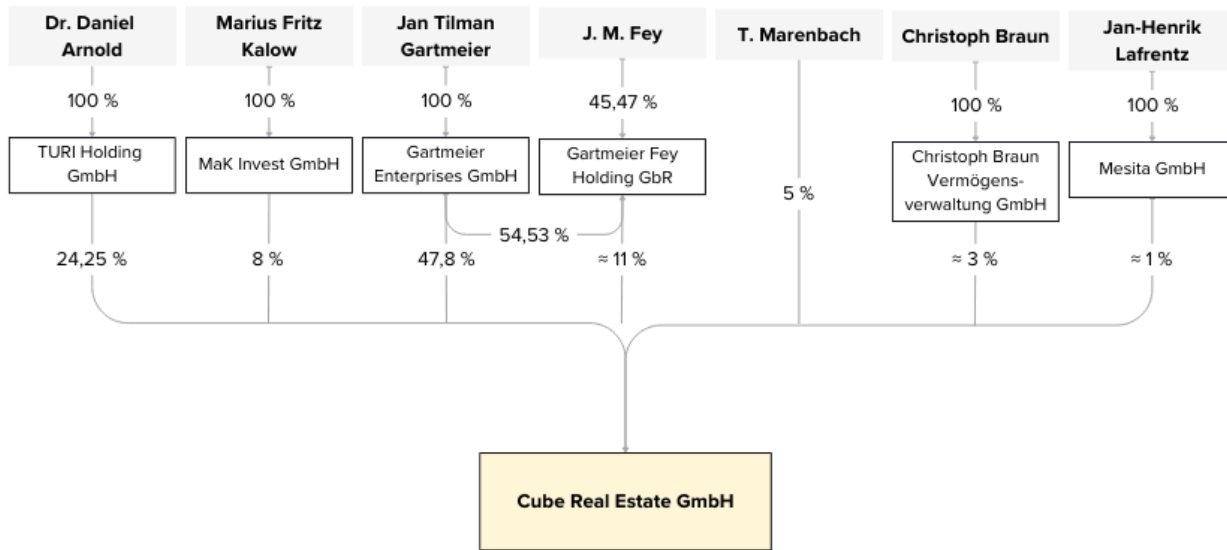 Dr. Daniel
Arnold
Marius Fritz
Kalow
Jan Tilman
Gartmeier
J. M. Fey
T. Marenbach
Christoph Braun
Jan-Henrik
Lafrentz
100 %
100 %
100 %
45,47 %
100 %
100 %
TURI Holding
GmbH
MaK Invest GmbH
Gartmeier
Enterprises GmbH
Gartmeier Fey
Holding GbR
5 %
Christoph Braun
Vermögens-
verwaltung GmbH
Mesita GmbH
54,53 %
24,25 %
8 %
47,8 %
≈ 11 %
≈ 3 %
≈ 1 %
Cube Real Estate GmbH